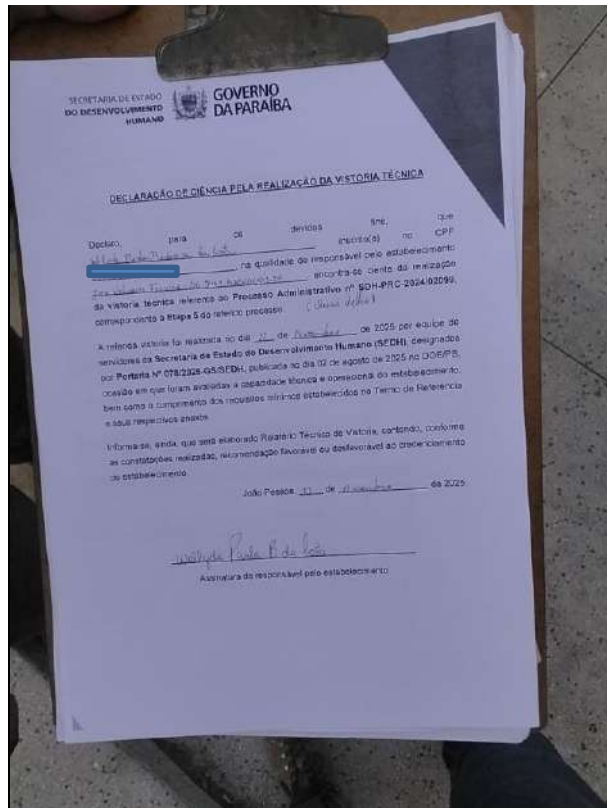 SECRETARIA DE ESTADO
DO DESENVOLVIMENTO
HUMANO
GOVERNO
DA PARAÍBA
DECLARAÇÃO DE CIÊNCIA PELA REALIZAÇÃO DA VISTORIA TÉCNICA
Declaro, para os devidos fins, que
inscrito(a) no CPF
, na qualidade de responsável pelo estabelecimento
, encontra-se ciente da realização
da vistoria técnica referente ao Processo Administrativo nº SDH-PRC-2024/02099,
correspondente à Etapa 5 do referido processo.
A referida vistoria foi realizada no dia de de 2025 por equipe de
servidores da Secretaria de Estado do Desenvolvimento Humano (SEDH), designados
por Portaria Nº 078/2025-GS/SEDH, publicada no dia 02 de agosto de 2025 no DOE/PB,
ocasião em que foram avaliadas a capacidade técnica e operacional do estabelecimento,
bem como o cumprimento dos requisitos mínimos estabelecidos no Termo de Referência
e seus respectivos anexos.
Informa-se, ainda, que será elaborado Relatório Técnico de Vistoria, contendo, conforme
as constatações realizadas, recomendação favorável ou desfavorável ao credenciamento
do estabelecimento.
João Pessoa, de de 2025
Assinatura do responsável pelo estabelecimento